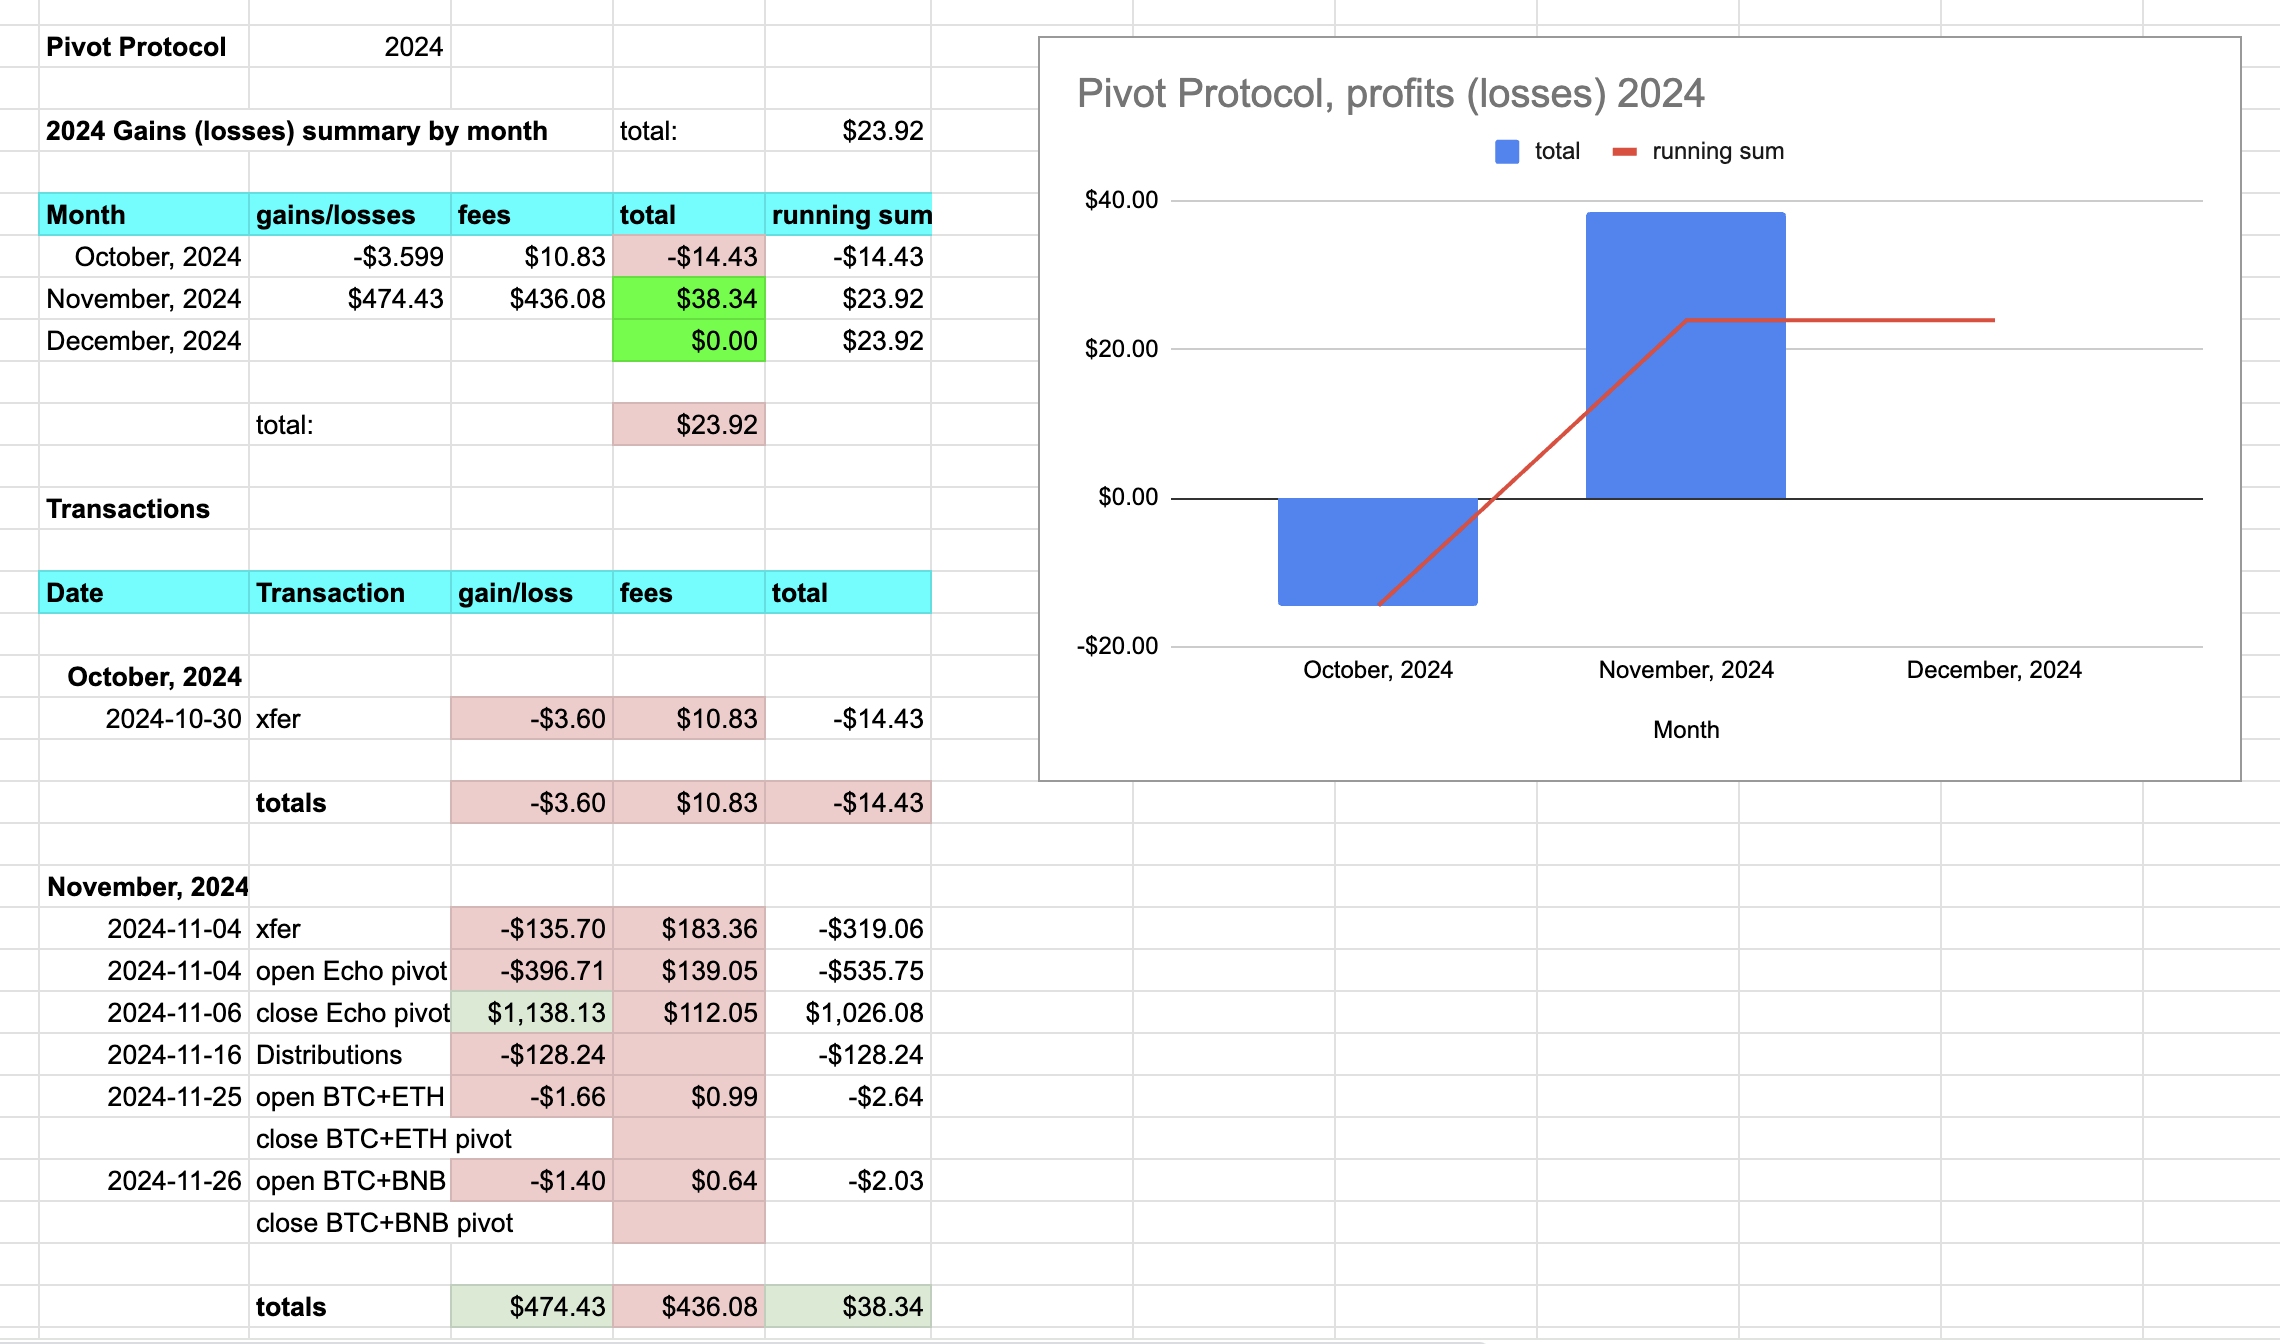 Pivot Protocol 2024
2024 Gains (losses) summary by month total: $23.92
Month gains/losses fees total running sum
October, 2024 -$3.599 $10.83 -$14.43 -$14.43
November, 2024 $474.43 $436.08 $38.34 $23.92
December, 2024 $0.00 $23.92
total: $23.92
Transactions
Date Transaction gain/loss fees total
October, 2024
2024-10-30 xfer -$3.60 $10.83 -$14.43
totals -$3.60 $10.83 -$14.43
November, 2024
2024-11-04 xfer -$135.70 $183.36 -$319.06
2024-11-04 open Echo pivot -$396.71 $139.05 -$535.75
2024-11-06 close Echo pivot $1,138.13 $112.05 $1,026.08
2024-11-16 Distributions -$128.24 -$128.24
2024-11-25 open BTC+ETH -$1.66 $0.99 -$2.64
close BTC+ETH pivot
2024-11-26 open BTC+BNB -$1.40 $0.64 -$2.03
close BTC+BNB pivot
totals $474.43 $436.08 $38.34
Pivot Protocol, profits (losses) 2024
total running sum
$40.00
$20.00
$0.00
-$20.00
October, 2024 November, 2024 December, 2024
Month